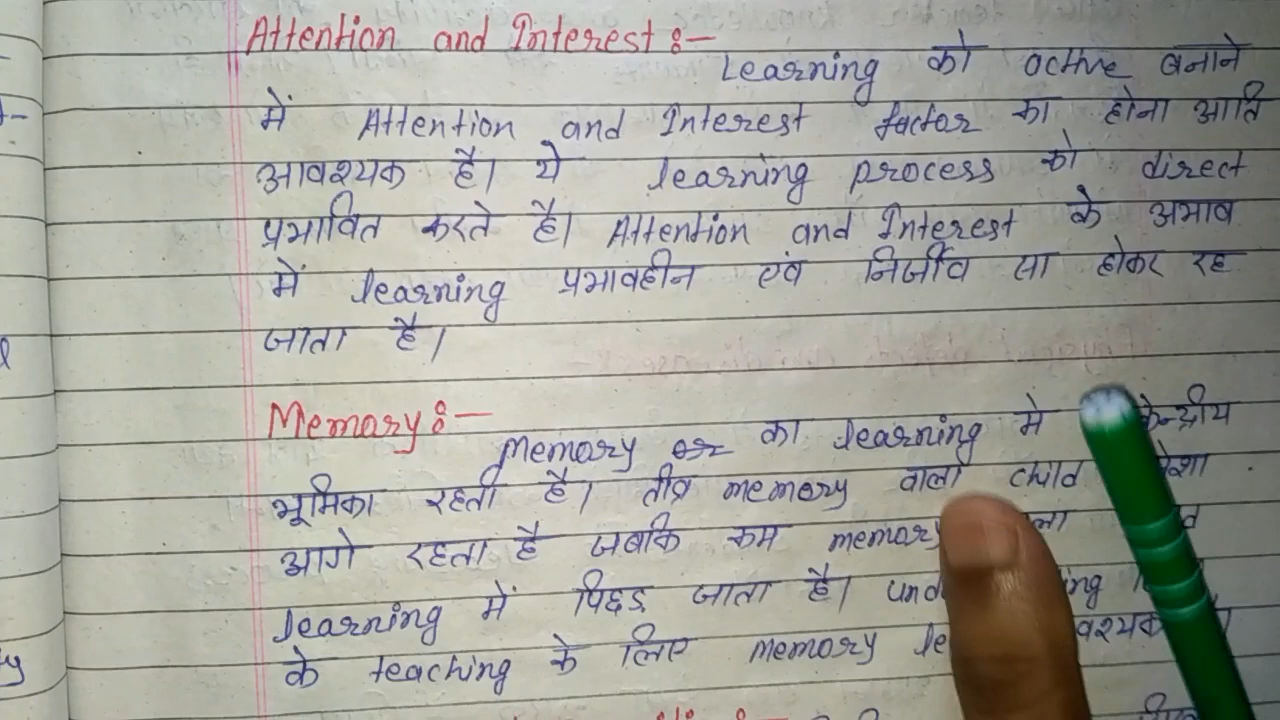 Attention and Interest :-
Learning को active बनाने
में Attention and Interest factor का होना अति
आवश्यक है। ये learning process को direct
प्रभावित करते है। Attention and Interest के अभाव
में learning प्रभावहीन एवं निर्जीव सा होकर रह
जाता है।
Memory :-
Memory का learning मे केन्द्रीय
भूमिका रहती है। तीव्र memory वाला child
आगे रहता है जबकि कम memory
learning में पिछड जाता है।
के teaching के लिए memory